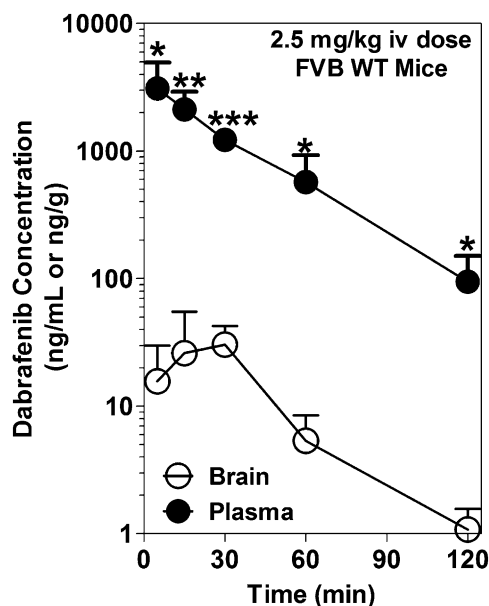 10000
2.5 mg/kg iv dose
FVB WT Mice
*
**
***
*
*
1000
100
10
1
Dabrafenib Concentration
(ng/mL or ng/g)
Brain
Plasma
0 30 60 90 120
Time (min)